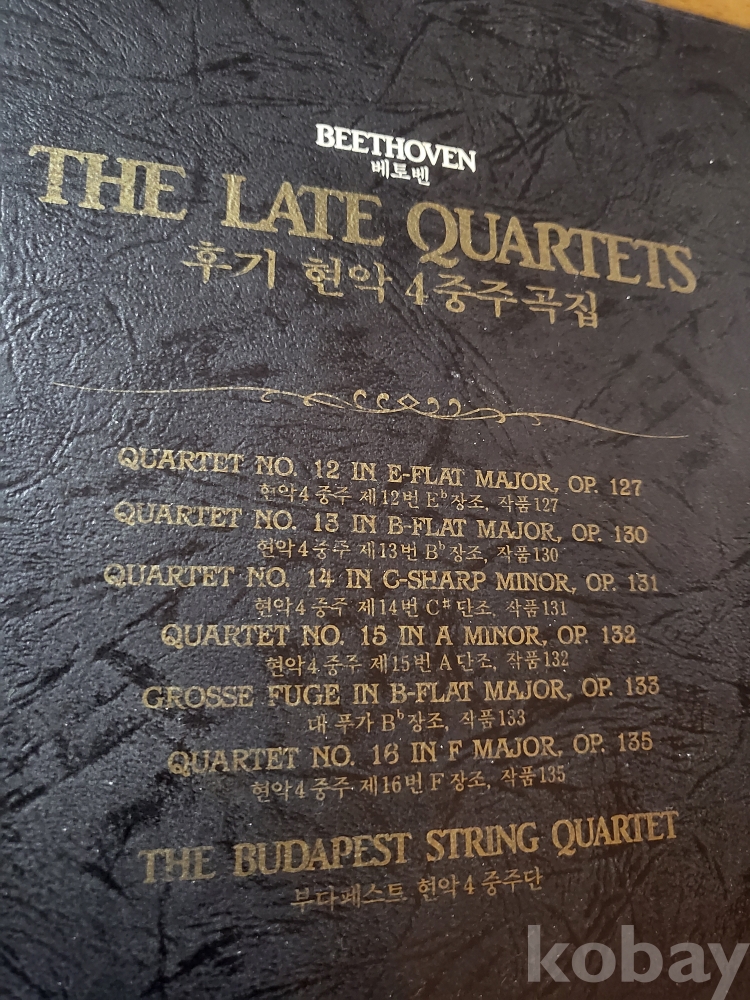 BEETHOVEN
베토벤
THE LATE QUARTETS
후기 현악 4중주곡집
QUARTET NO. 12 IN E-FLAT MAJOR, OP. 127
현악4중주 제12번 E♭장조, 작품127
QUARTET NO. 13 IN B-FLAT MAJOR, OP. 130
현악4중주 제13번 B♭장조, 작품130
QUARTET NO. 14 IN C-SHARP MINOR, OP. 131
현악4중주 제14번 C#단조, 작품131
QUARTET NO. 15 IN A MINOR, OP. 132
현악4중주 제15번 A단조, 작품132
GROSSE FUGE IN B-FLAT MAJOR, OP. 133
대 푸가 B♭장조, 작품133
QUARTET NO. 16 IN F MAJOR, OP. 135
현악4중주 제16번 F장조, 작품135
THE BUDAPEST STRING QUARTET
부다페스트 현악4중주단
kobay